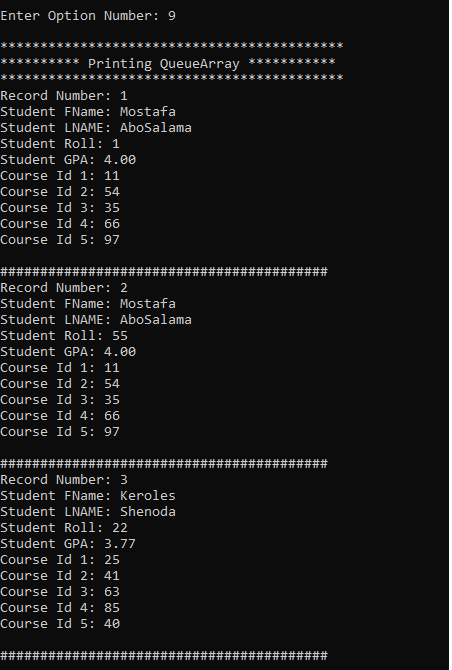 Enter Option Number: 9
*******************************************
********** Printing QueueArray ***********
*******************************************
Record Number: 1
Student FName: Mostafa
Student LNAME: AboSalama
Student Roll: 1
Student GPA: 4.00
Course Id 1: 11
Course Id 2: 54
Course Id 3: 35
Course Id 4: 66
Course Id 5: 97
#########################################
Record Number: 2
Student FName: Mostafa
Student LNAME: AboSalama
Student Roll: 55
Student GPA: 4.00
Course Id 1: 11
Course Id 2: 54
Course Id 3: 35
Course Id 4: 66
Course Id 5: 97
#########################################
Record Number: 3
Student FName: Keroles
Student LNAME: Shenoda
Student Roll: 22
Student GPA: 3.77
Course Id 1: 25
Course Id 2: 41
Course Id 3: 63
Course Id 4: 85
Course Id 5: 40
#########################################